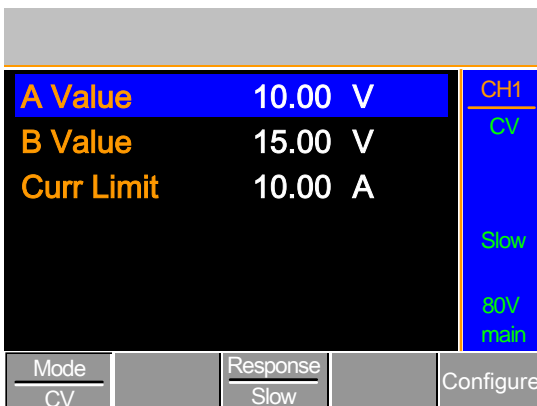 A Value 10.00 V
B Value 15.00 V
Curr Limit 10.00 A
CH1
CV
Slow
80V
main
Mode
CV
Response
Slow
Configure